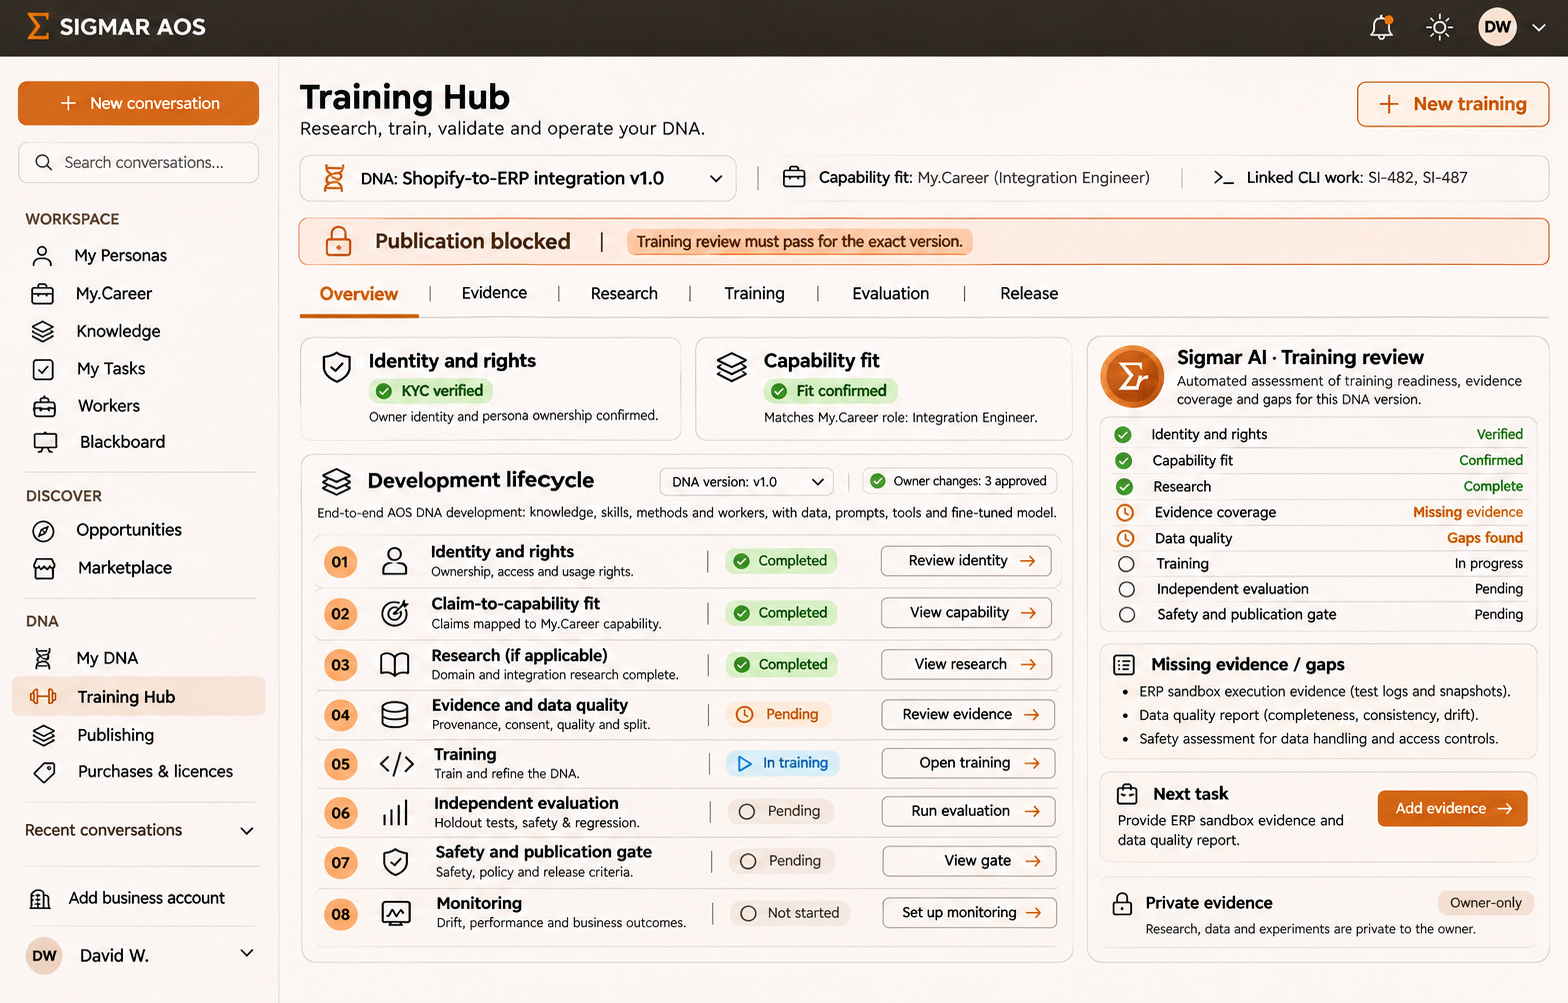 SIGMAR AOS
DW
New conversation
Search conversations...
WORKSPACE
My Personas
My.Career
Knowledge
My Tasks
Workers
Blackboard
DISCOVER
Opportunities
Marketplace
DNA
My DNA
Training Hub
Publishing
Purchases & licences
Recent conversations
Add business account
DW David W.
Training Hub
Research, train, validate and operate your DNA.
New training
DNA: Shopify-to-ERP integration v1.0
Capability fit: My.Career (Integration Engineer)
Linked CLI work: SI-482, SI-487
Publication blocked
Training review must pass for the exact version.
Overview
Evidence
Research
Training
Evaluation
Release
Identity and rights
KYC verified
Owner identity and persona ownership confirmed.
Capability fit
Fit confirmed
Matches My.Career role: Integration Engineer.
Development lifecycle
DNA version: v1.0
Owner changes: 3 approved
End-to-end AOS DNA development: knowledge, skills, methods and workers, with data, prompts, tools and fine-tuned model.
01
Identity and rights
Ownership, access and usage rights.
Completed
Review identity
02
Claim-to-capability fit
Claims mapped to My.Career capability.
Completed
View capability
03
Research (if applicable)
Domain and integration research complete.
Completed
View research
04
Evidence and data quality
Provenance, consent, quality and split.
Pending
Review evidence
05
Training
Train and refine the DNA.
In training
Open training
06
Independent evaluation
Holdout tests, safety & regression.
Pending
Run evaluation
07
Safety and publication gate
Safety, policy and release criteria.
Pending
View gate
08
Monitoring
Drift, performance and business outcomes.
Not started
Set up monitoring
Sigmar AI · Training review
Automated assessment of training readiness, evidence
coverage and gaps for this DNA version.
Identity and rights Verified
Capability fit Confirmed
Research Complete
Evidence coverage Missing evidence
Data quality Gaps found
Training In progress
Independent evaluation Pending
Safety and publication gate Pending
Missing evidence / gaps
• ERP sandbox execution evidence (test logs and snapshots).
• Data quality report (completeness, consistency, drift).
• Safety assessment for data handling and access controls.
Next task
Provide ERP sandbox evidence and
data quality report.
Add evidence
Private evidence
Owner-only
Research, data and experiments are private to the owner.